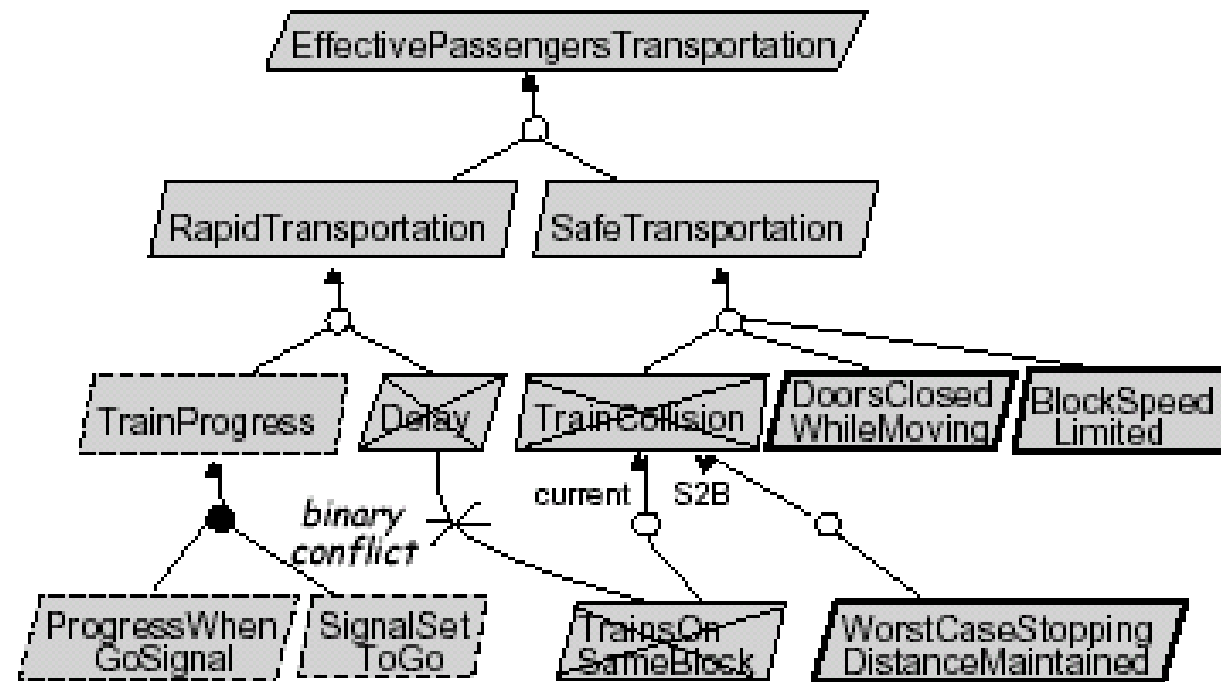 EffectivePassengersTransportation
RapidTransportation
SafeTransportation
TrainProgress
Delay
TrainCollision
DoorsClosed
WhileMoving
BlockSpeed
Limited
current
S2B
binary
conflict
ProgressWhen
GoSignal
SignalSet
ToGo
TrainsOn
SameBlock
WorstCaseStopping
DistanceMaintained